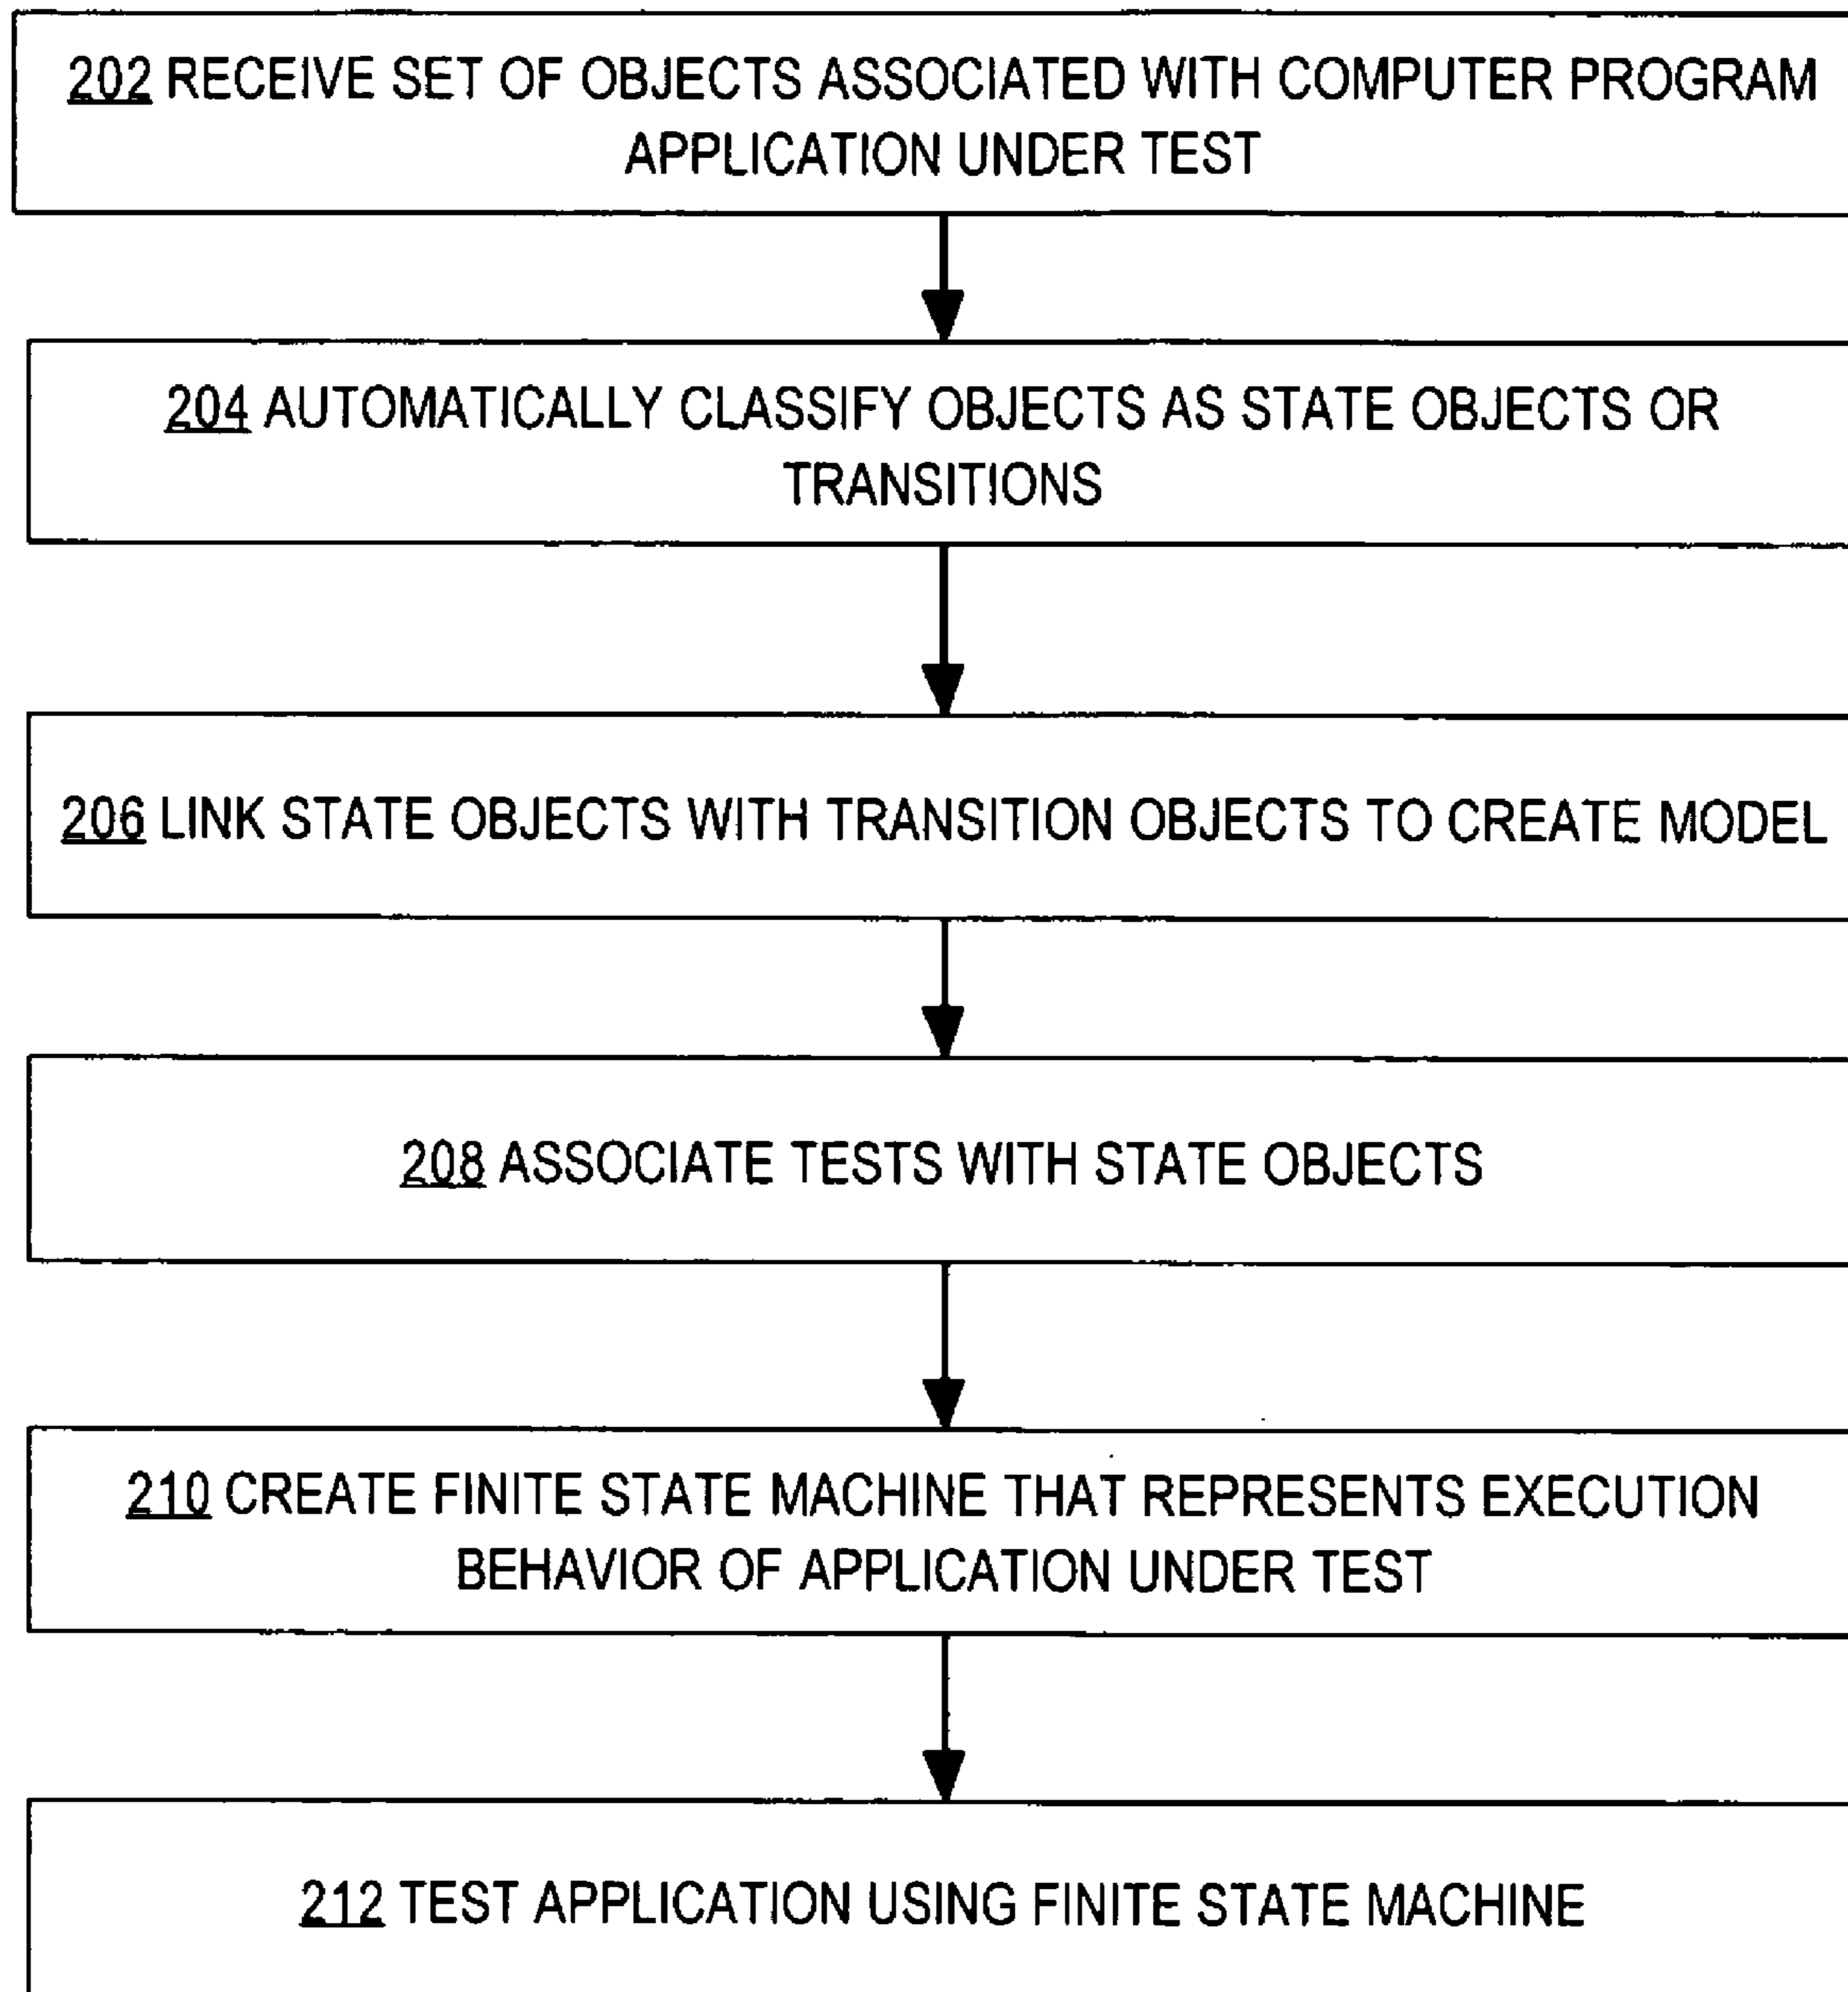 202 RECEIVE SET OF OBJECTS ASSOCIATED WITH COMPUTER PROGRAM
APPLICATION UNDER TEST
204 AUTOMATICALLY CLASSIFY OBJECTS AS STATE OBJECTS OR
TRANSITIONS
206 LINK STATE OBJECTS WITH TRANSITION OBJECTS TO CREATE MODEL
208 ASSOCIATE TESTS WITH STATE OBJECTS
210 CREATE FINITE STATE MACHINE THAT REPRESENTS EXECUTION
BEHAVIOR OF APPLICATION UNDER TEST
212 TEST APPLICATION USING FINITE STATE MACHINE